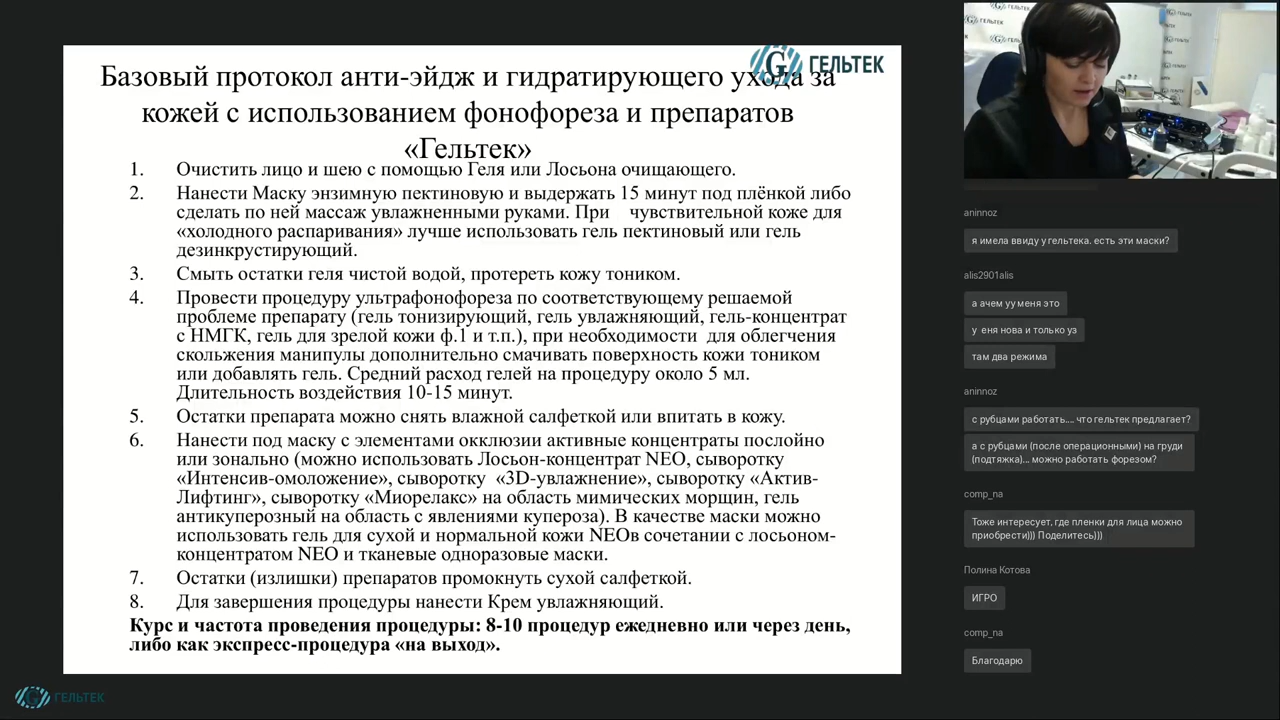 ГЕЛЬТЕК
Базовый протокол анти-эйдж и гидратирующего ухода за
кожей с использованием фонофореза и препаратов
«Гельтек»
1. Очистить лицо и шею с помощью Геля или Лосьона очищающего.
2. Нанести Маску энзимную пектиновую и выдержать 15 минут под плёнкой либо
сделать по ней массаж увлажненными руками. При чувствительной коже для
«холодного распаривания» лучше использовать гель пектиновый или гель
дезинкрустирующий.
3. Смыть остатки геля чистой водой, протереть кожу тоником.
4. Провести процедуру ультрафонофореза по соответствующему решаемой
проблеме препарату (гель тонизирующий, гель увлажняющий, гель-концентрат
с НМГК, гель для зрелой кожи ф.1 и т.п.), при необходимости для облегчения
скольжения манипулы дополнительно смачивать поверхность кожи тоником
или добавлять гель. Средний расход гелей на процедуру около 5 мл.
Длительность воздействия 10-15 минут.
5. Остатки препарата можно снять влажной салфеткой или впитать в кожу.
6. Нанести под маску с элементами окклюзии активные концентраты послойно
или зонально (можно использовать Лосьон-концентрат NEO, сыворотку
«Интенсив-омоложение», сыворотку «3D-увлажнение», сыворотку «Актив-
Лифтинг», сыворотку «Миорелакс» на область мимических морщин, гель
антикуперозный на область с явлениями купероза). В качестве маски можно
использовать гель для сухой и нормальной кожи NEOв сочетании с лосьоном-
концентратом NEO и тканевые одноразовые маски.
7. Остатки (излишки) препаратов промокнуть сухой салфеткой.
8. Для завершения процедуры нанести Крем увлажняющий.
Курс и частота проведения процедуры: 8-10 процедур ежедневно или через день,
либо как экспресс-процедура «на выход».
ГЕЛЬТЕК
aninnoz
я имела ввиду у гельтека. есть эти маски?
alis2901alis
а ачем уу меня это
у еня нова и только уз
там два режима
aninnoz
с рубцами работать.... что гельтек предлагает?
а с рубцами (после операционными) на груди
(подтяжка)... можно работать форезом?
comp_na
Тоже интересует, где пленки для лица можно
приобрести))) Поделитесь)))
Полина Котова
ИГРО
comp_na
Благодарю